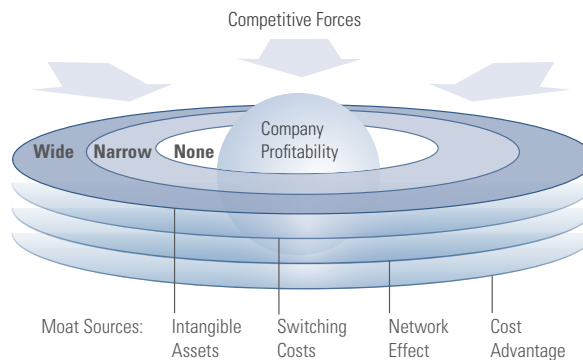 Competitive Forces
Company
Profitability
Wide Narrow None
Moat Sources: Intangible Switching Network Cost
Assets Costs Effect Advantage